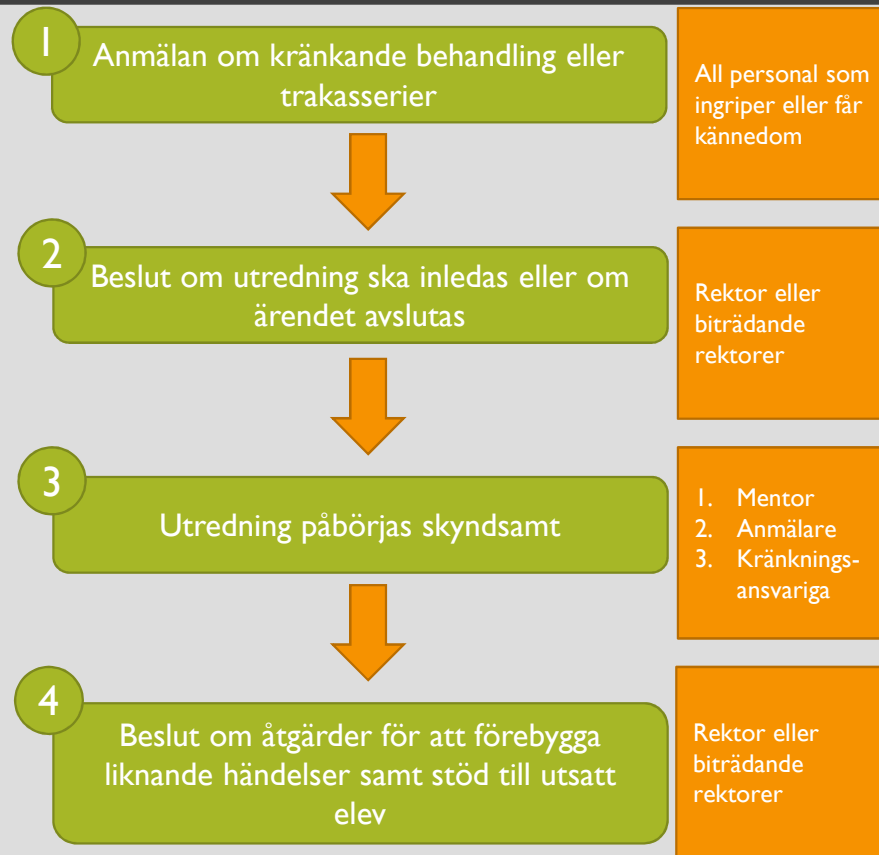 1
Anmälan om kränkande behandling eller
trakasserier
All personal som
ingriper eller får
kännedom
2
Beslut om utredning ska inledas eller om
ärendet avslutas
Rektor eller
biträdande
rektorer
3
Utredning påbörjas skyndsamt
1. Mentor
2. Anmälare
3. Kränknings-
ansvariga
4
Beslut om åtgärder för att förebygga
liknande händelser samt stöd till utsatt
elev
Rektor eller
biträdande
rektorer